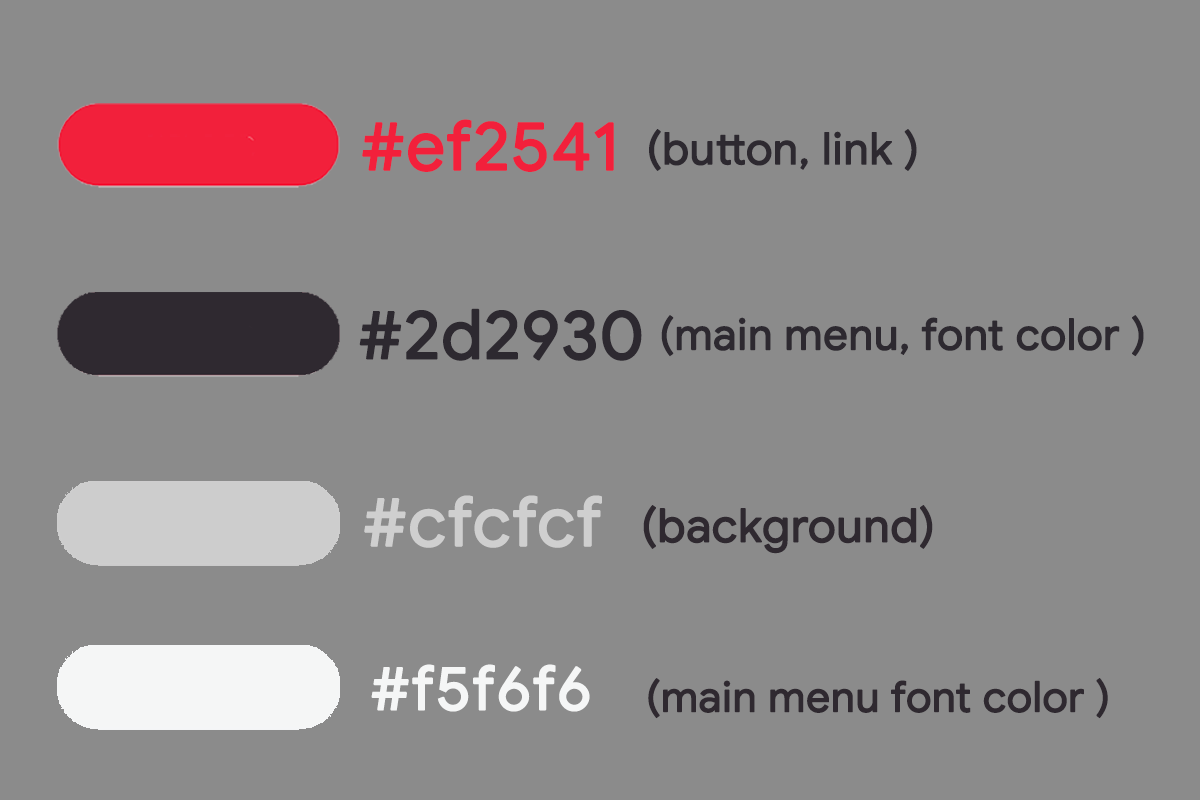 #ef2541 (button, link )
#2d2930 (main menu, font color )
#cfcfcf (background)
#f5f6f6 (main menu font color )